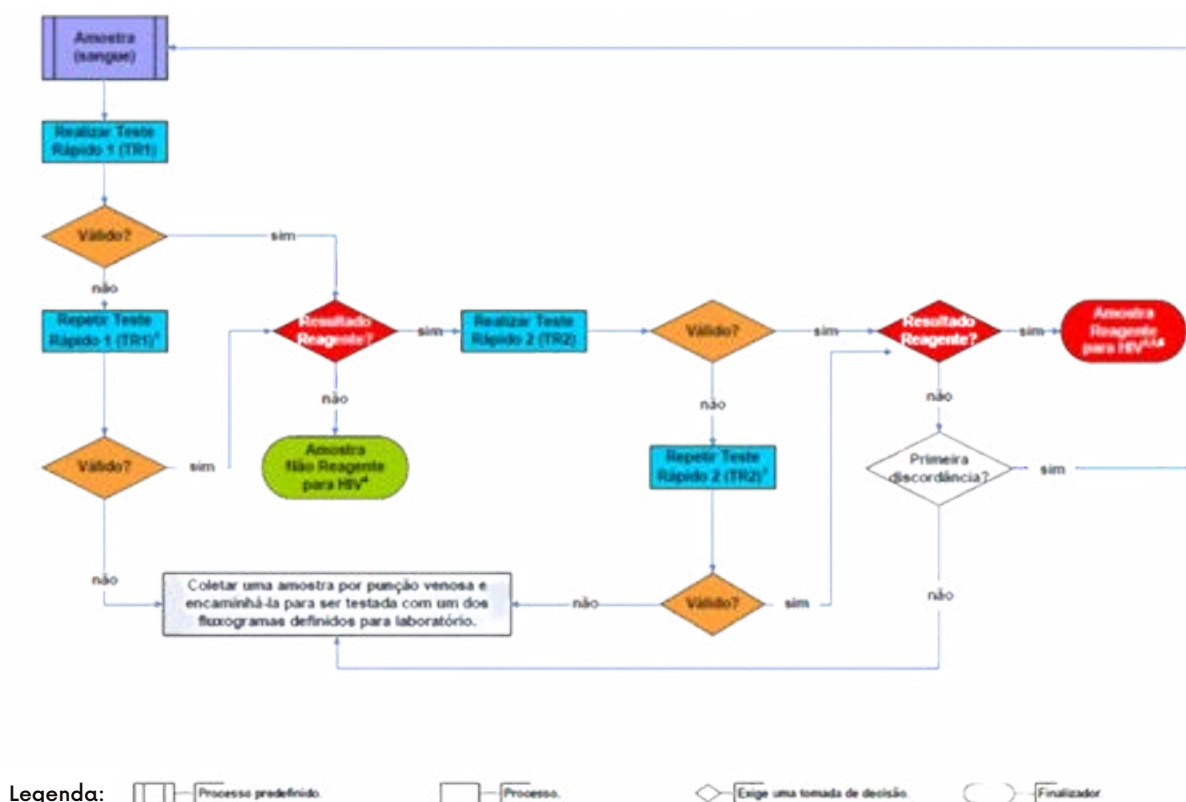 Amostra
(sangue)
Realizar Teste
Rápido 1 (TR1)
Válido?
sim
não
Repetir Teste
Rápido 1 (TR1)
Resultado
Reagente?
sim
Realizar Teste
Rápido 2 (TR2)
Válido?
sim
Resultado
Reagente?
sim
Amostra
Reagente
para HIV
não
não
não
Válido?
sim
Amostra
Não Reagente
para HIV
Repetir Teste
Rápido 2 (TR2)
Primeira
discordância?
sim
não
Coletar uma amostra por punção venosa e
encaminhá-la para ser testada com um dos
fluxogramas definidos para laboratório.
não
Válido?
sim
não
Legenda:
Processo predefinido.
Processo.
Exige uma tomada de decisão.
Finalizador.